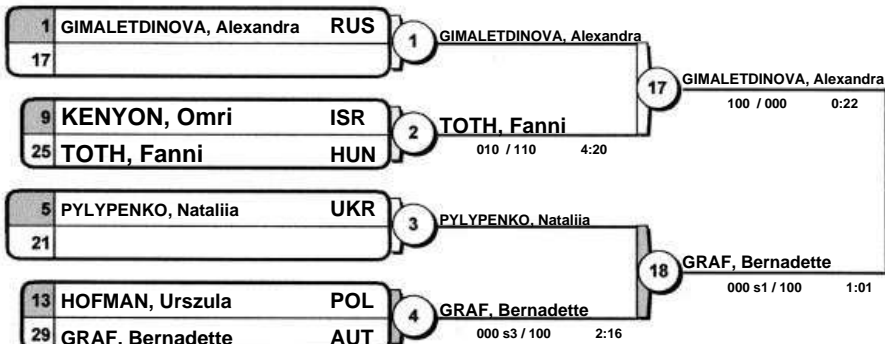 1 GIMALETDINOVA, Alexandra RUS
17
1
GIMALETDINOVA, Alexandra
9 KENYON, Omri ISR
25 TOTH, Fanni HUN
2
TOTH, Fanni
010 / 110 4:20
17
GIMALETDINOVA, Alexandra
100 / 000 0:22
5 PYLYPENKO, Nataliia UKR
21
3
PYLYPENKO, Nataliia
13 HOFMAN, Urszula POL
29 GRAF, Bernadette AUT
4
GRAF, Bernadette
000 s3 / 100 2:16
18
GRAF, Bernadette
000 s1 / 100 1:01